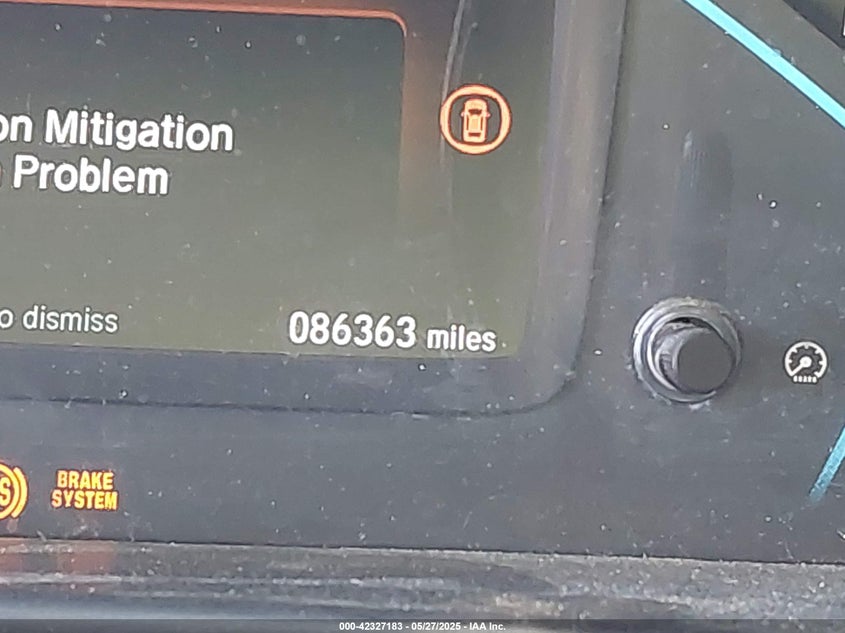 on Mitigation
Problem
o dismiss
086363 miles
BRAKE
SYSTEM
000-42327183 - 05/27/2025 - IAA Inc.